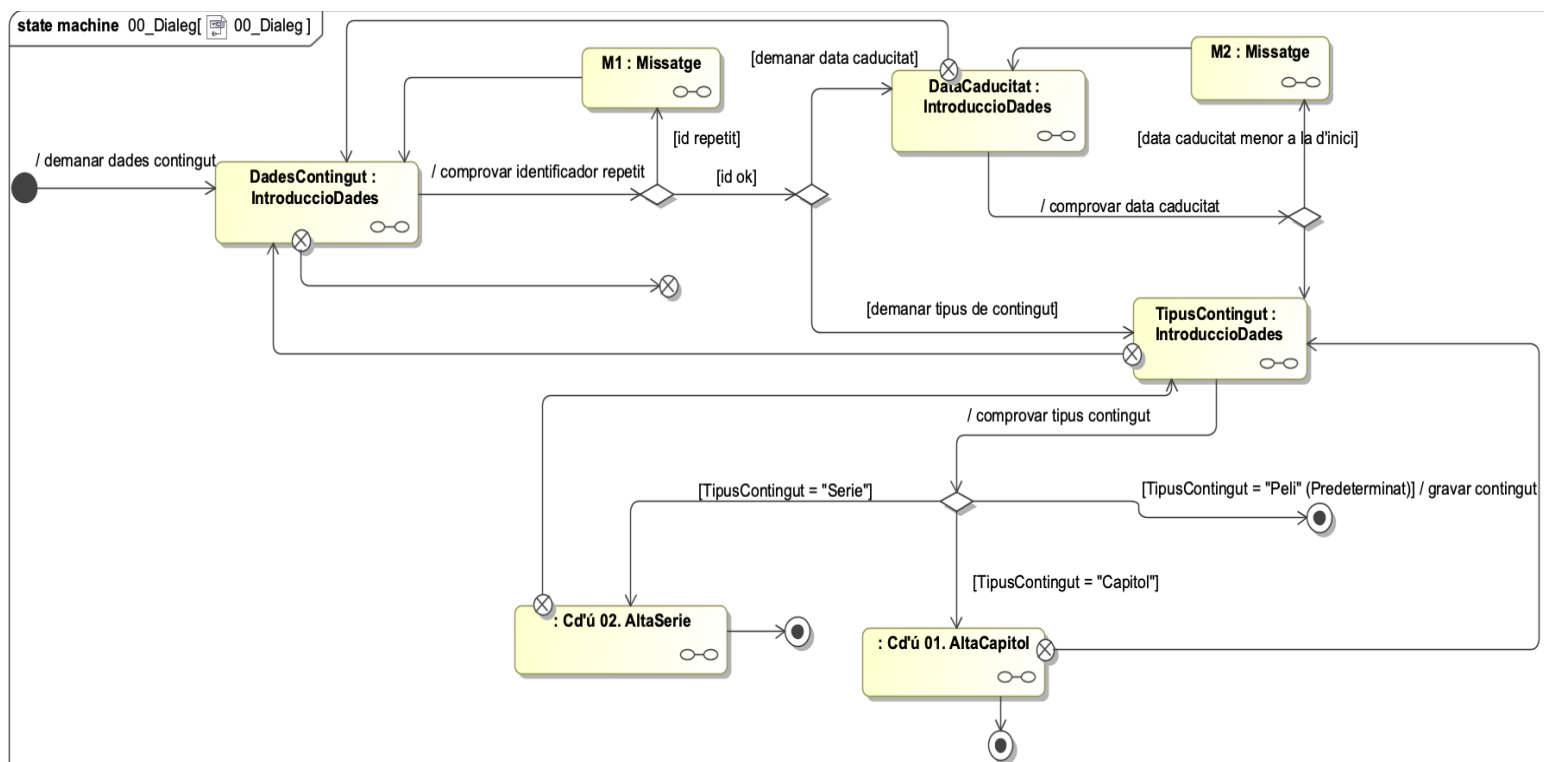 state machine 00_Dialeg[ 00_Dialeg ]
M1 : Missatge
[demanar data caducitat]
M2 : Missatge
DataCaducitat :
IntroduccioDades
[id repetit]
[data caducitat menor a la d'inici]
/ demanar dades contingut
DadesContingut :
IntroduccioDades
/ comprovar identificador repetit
[id ok]
/ comprovar data caducitat
[demanar tipus de contingut]
TipusContingut :
IntroduccioDades
/ comprovar tipus contingut
[TipusContingut = "Serie"]
[TipusContingut = "Peli" (Predeterminat)] / gravar contingut
[TipusContingut = "Capitol"]
: Cd'ú 02. AltaSerie
: Cd'ú 01. AltaCapitol